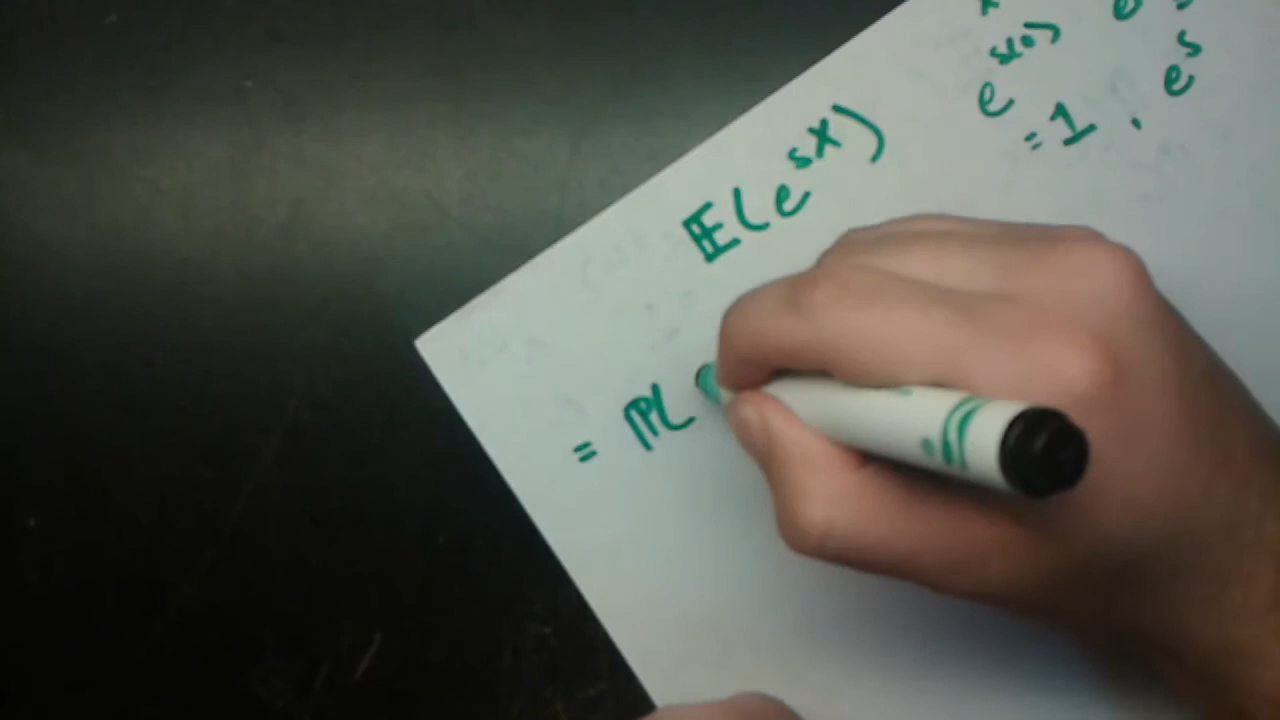 𝔼(e^{sX})
= ℙ(
e^{s(0)}
= 1 , e^s